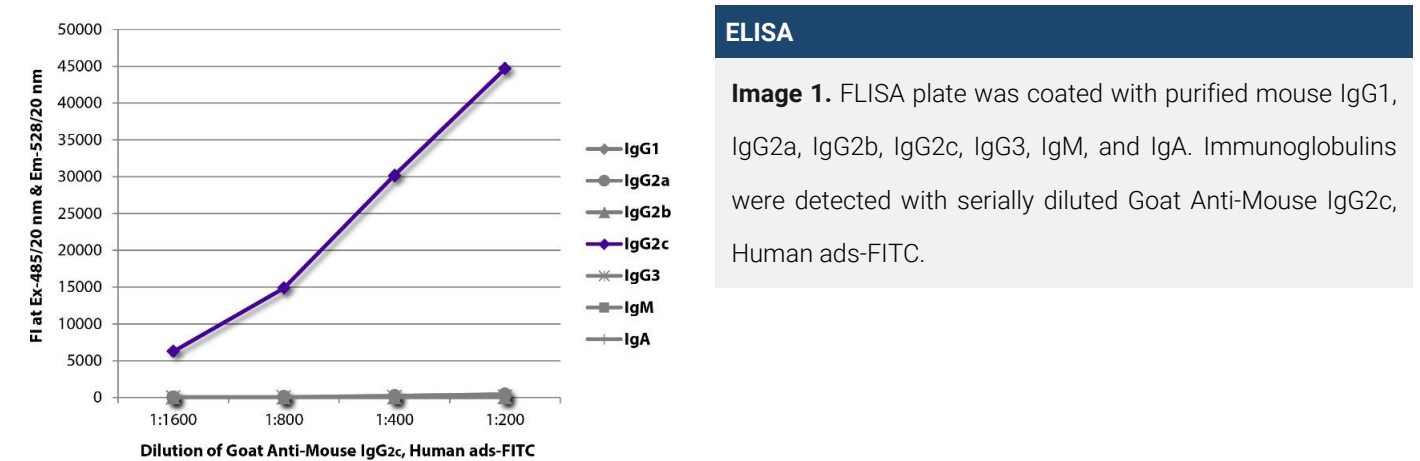 50000
45000
40000
35000
30000
25000
20000
15000
10000
5000
0
FI at Ex-485/20 nm & Em-528/20 nm
1:1600 1:800 1:400 1:200
Dilution of Goat Anti-Mouse IgG2c, Human ads-FITC
IgG1
IgG2a
IgG2b
IgG2c
IgG3
IgM
IgA
ELISA
Image 1. FLISA plate was coated with purified mouse IgG1,
IgG2a, IgG2b, IgG2c, IgG3, IgM, and IgA. Immunoglobulins
were detected with serially diluted Goat Anti-Mouse IgG2c,
Human ads-FITC.